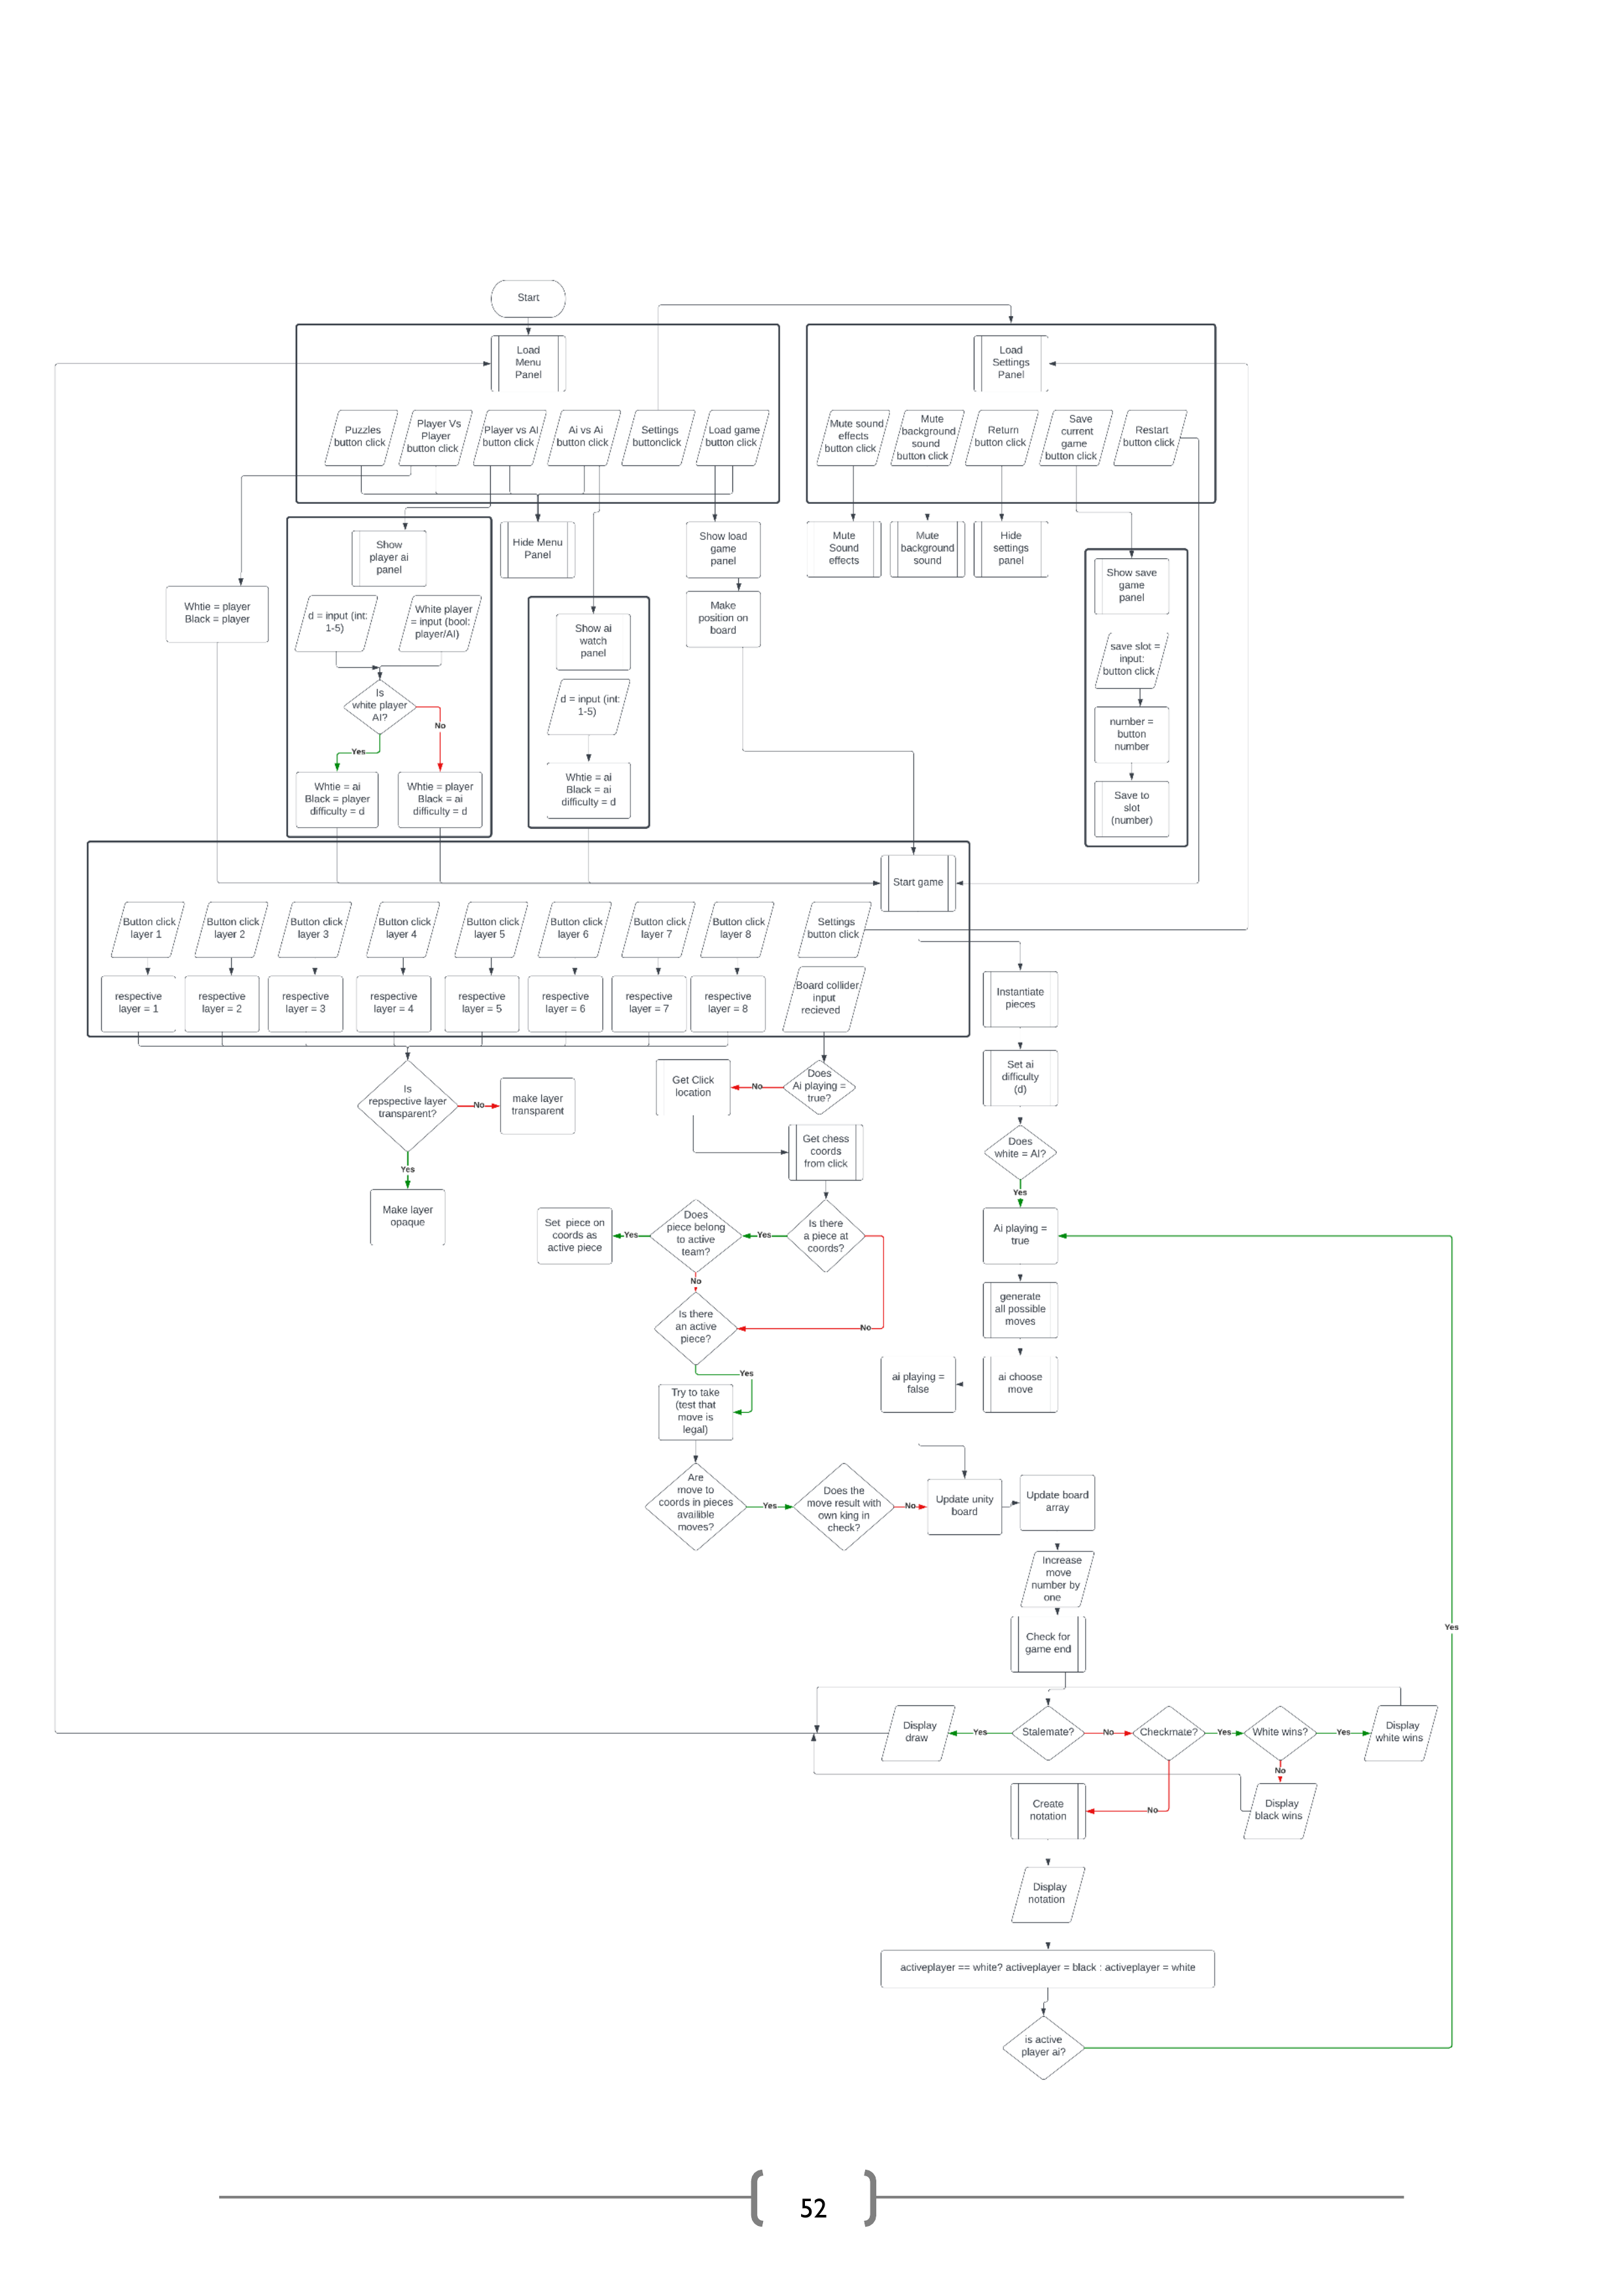 Start
Load
Menu
Panel
Puzzles
button click
Player Vs
Player
button click
Player vs AI
button click
Ai vs Ai
button click
Settings
buttonclick
Load game
button click
Load
Settings
Panel
Mute sound
effects
button click
Mute
background
sound
button click
Return
button click
Save
current
game
button click
Restart
button click
Hide Menu
Panel
Show load
game
panel
Make
position on
board
Mute
Sound
effects
Mute
background
sound
Hide
settings
panel
Show save
game
panel
save slot =
input:
button click
number =
button
number
Save to
slot
(number)
Whtie = player
Black = player
Show
player ai
panel
d = input (int:
1-5)
White player
= input (bool:
player/AI)
Is
white player
AI?
No
Yes
Whtie = ai
Black = player
difficulty = d
Whtie = player
Black = ai
difficulty = d
Show ai
watch
panel
d = input (int:
1-5)
Whtie = ai
Black = ai
difficulty = d
Start game
Button click
layer 1
Button click
layer 2
Button click
layer 3
Button click
layer 4
Button click
layer 5
Button click
layer 6
Button click
layer 7
Button click
layer 8
Settings
button click
respective
layer = 1
respective
layer = 2
respective
layer = 3
respective
layer = 4
respective
layer = 5
respective
layer = 6
respective
layer = 7
respective
layer = 8
Board collider
input
recieved
Is
repspective layer
transparent?
No
make layer
transparent
Yes
Make layer
opaque
Does
Ai playing =
true?
No
Get Click
location
Get chess
coords
from click
Is there
a piece at
coords?
Yes
Does
piece belong
to active
team?
Yes
Set  piece on
coords as
active piece
No
No
Is there
an active
piece?
Yes
Try to take
(test that
move is
legal)
Are
move to
coords in pieces
availible
moves?
Yes
Does the
move result with
own king in
check?
No
Update unity
board
Update board
array
Instantiate
pieces
Set ai
difficulty
(d)
Does
white = AI?
Yes
Ai playing =
true
generate
all possible
moves
ai choose
move
ai playing =
false
Increase
move
number by
one
Check for
game end
Yes
Display
draw
Yes
Stalemate?
No
Checkmate?
Yes
White wins?
Yes
Display
white wins
No
Display
black wins
No
Create
notation
Display
notation
activeplayer == white? activeplayer = black : activeplayer = white
is active
player ai?
52